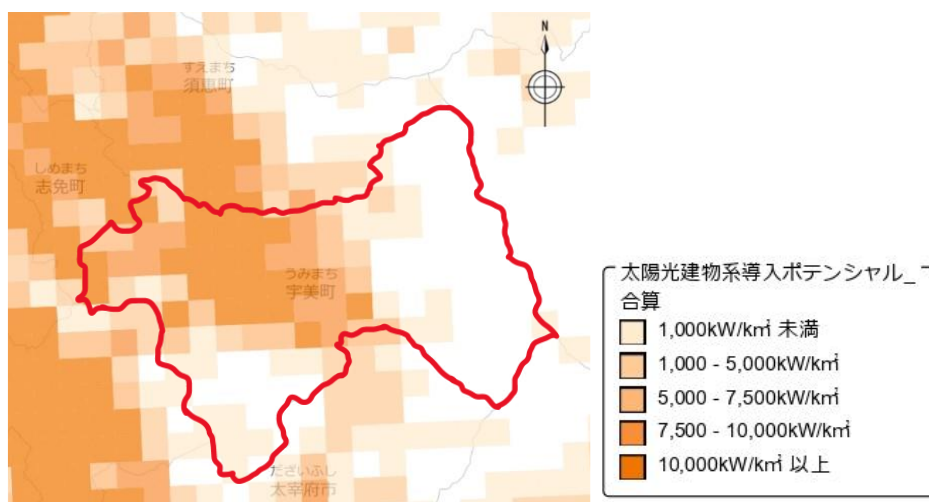 N
すえまち
須恵町
しめまち
志免町
うみまち
宇美町
だざいふし
太宰府市
太陽光建物系導入ポテンシャル_
合算
1,000kW/k㎡ 未満
1,000 - 5,000kW/k㎡
5,000 - 7,500kW/k㎡
7,500 - 10,000kW/k㎡
10,000kW/k㎡ 以上